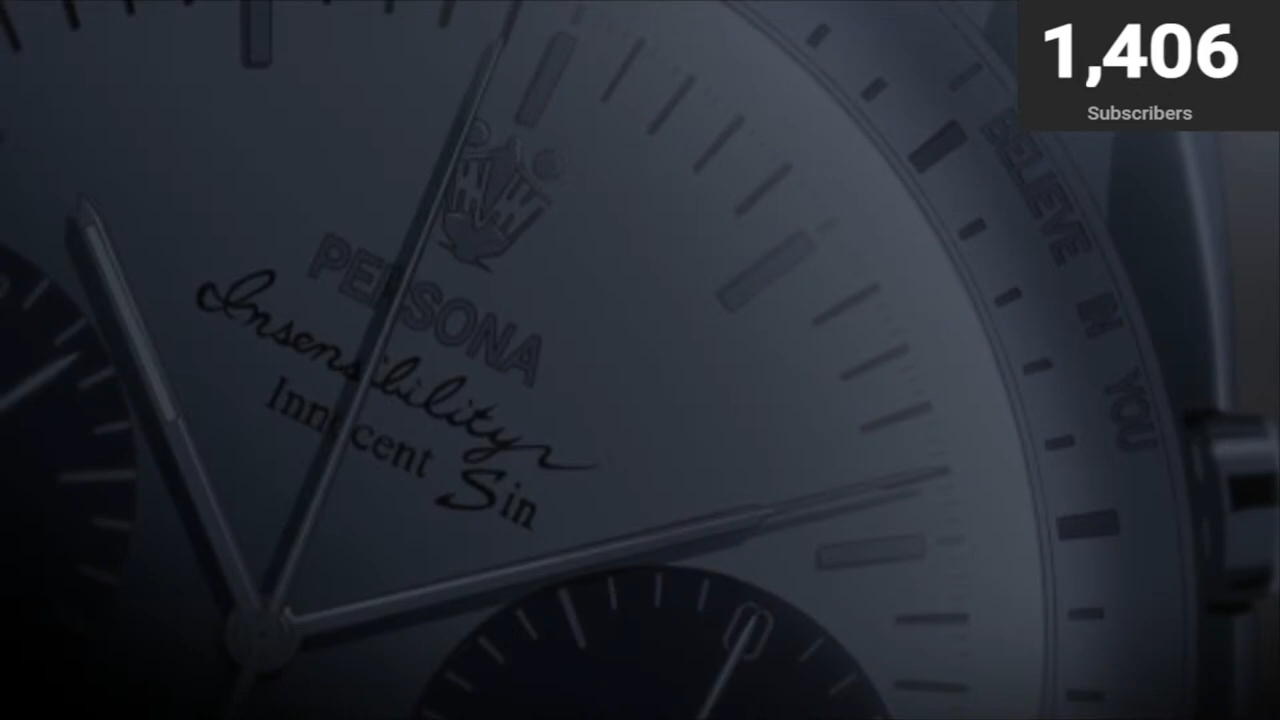 1,406
Subscribers
BELIEVE IN YOU
PERSONA
Insensibility
Innocent Sin